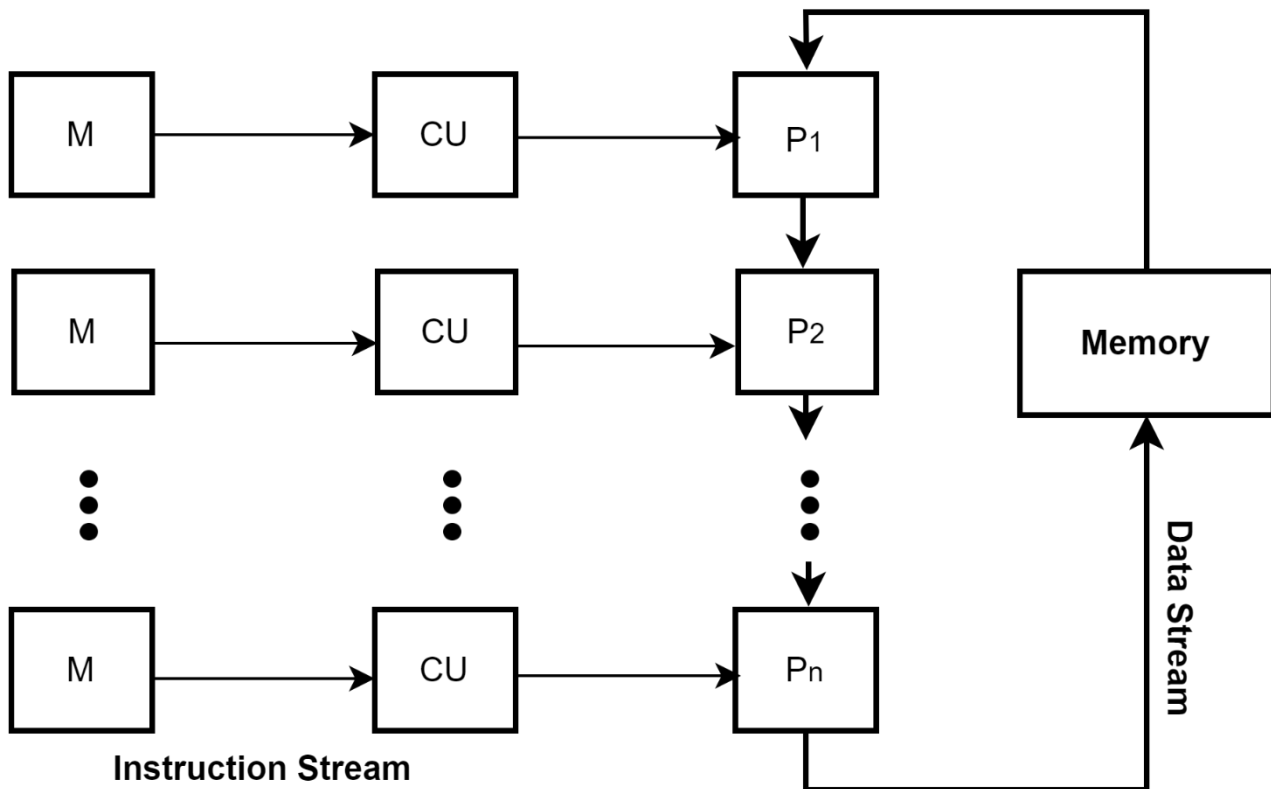 M
CU
P1
M
CU
P2
Memory
M
CU
Pn
Data Stream
Instruction Stream